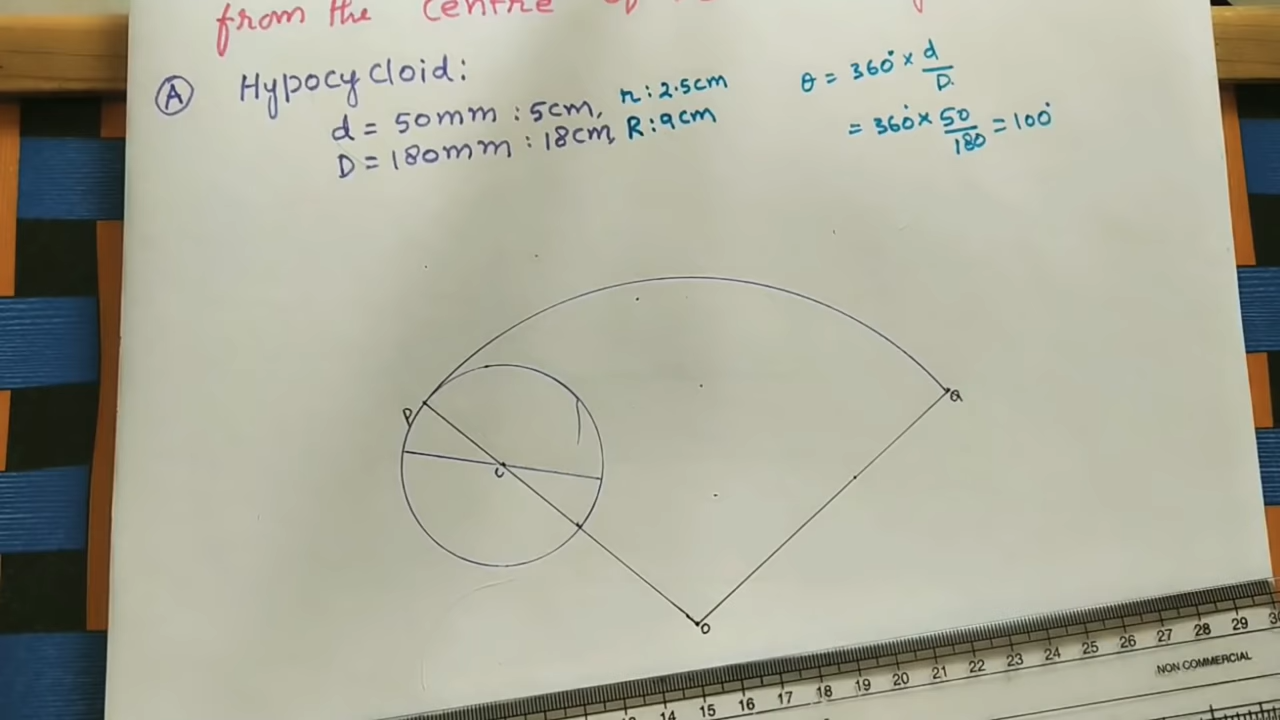 from the centre of
Ⓐ Hypocycloid:
d = 50mm : 5cm, r : 2.5cm
D = 180mm : 18cm, R : 9cm
θ = 360° × d/D
= 360° × 50/180 = 100°
P
C
Q
O
14 15 16 17 18 19 20 21 22 23 24 25 26 27 28 29
NON COMMERCIAL